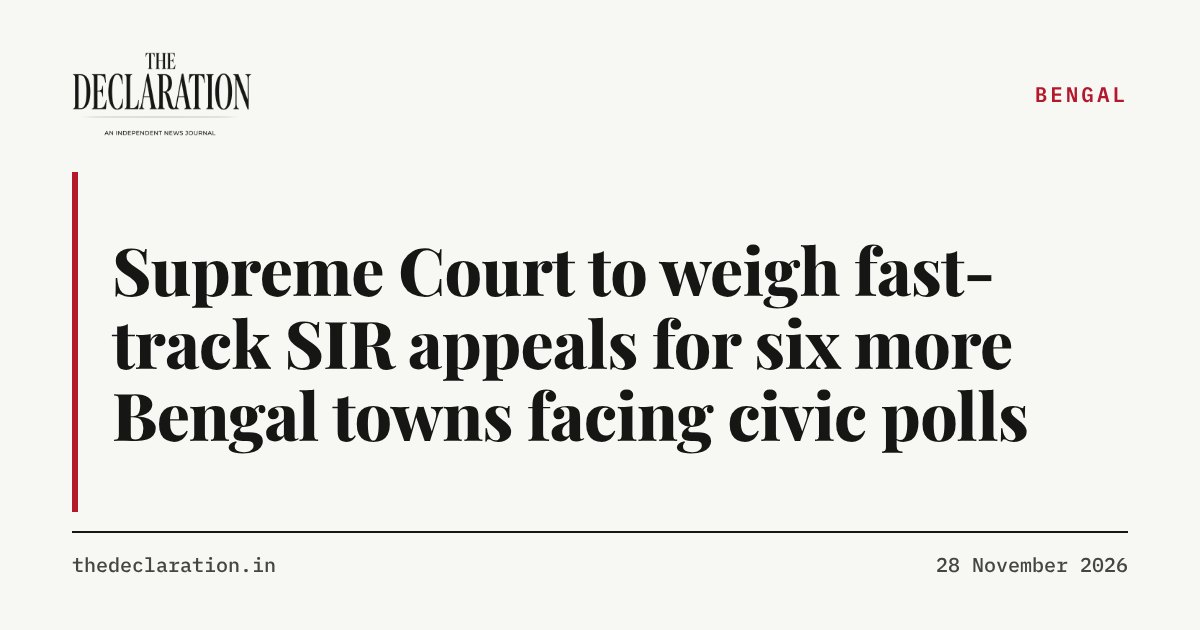 THE
DECLARATION
AN INDEPENDENT NEWS JOURNAL
BENGAL
Supreme Court to weigh fast-
track SIR appeals for six more
Bengal towns facing civic polls
thedeclaration.in
28 November 2026